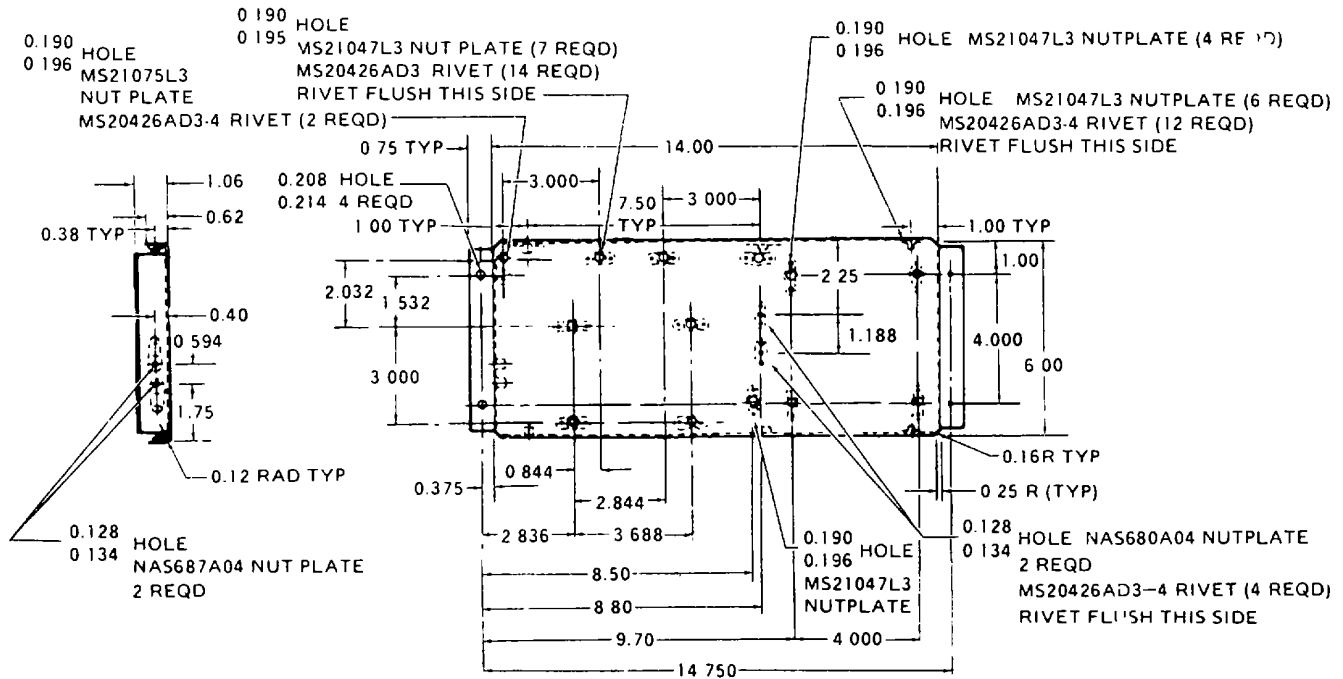 0.190
0.196 HOLE
MS21075L3
NUT PLATE
MS20426AD3-4 RIVET (2 REQD)
0 190
0 195 HOLE
MS21047L3 NUT PLATE (7 REQD)
MS20426AD3 RIVET (14 REQD)
RIVET FLUSH THIS SIDE
0.190
0 196 HOLE MS21047L3 NUTPLATE (4 REQD)
0 190
0.196 HOLE MS21047L3 NUTPLATE (6 REQD)
MS20426AD3-4 RIVET (12 REQD)
RIVET FLUSH THIS SIDE
0 75 TYP
14.00
1.06
0.62
0.38 TYP
0.208 HOLE
0.214 4 REQD
3.000
7.50
TYP
3 000
1 00 TYP
1.00 TYP
1.00
2.032
1 532
2 25
0.40
0 594
1.188
4.000
6 00
3 000
1.75
0.12 RAD TYP
0 844
0.375
2.844
0.16R TYP
0 25 R (TYP)
2 836
3 688
0.128
0 134 HOLE
NAS687A04 NUT PLATE
2 REQD
0.190
0.196 HOLE
MS21047L3
NUTPLATE
0.128
0 134 HOLE NAS680A04 NUTPLATE
2 REQD
MS20426AD3-4 RIVET (4 REQD)
RIVET FLUSH THIS SIDE
8.50
8 80
9.70
4 000
14 750